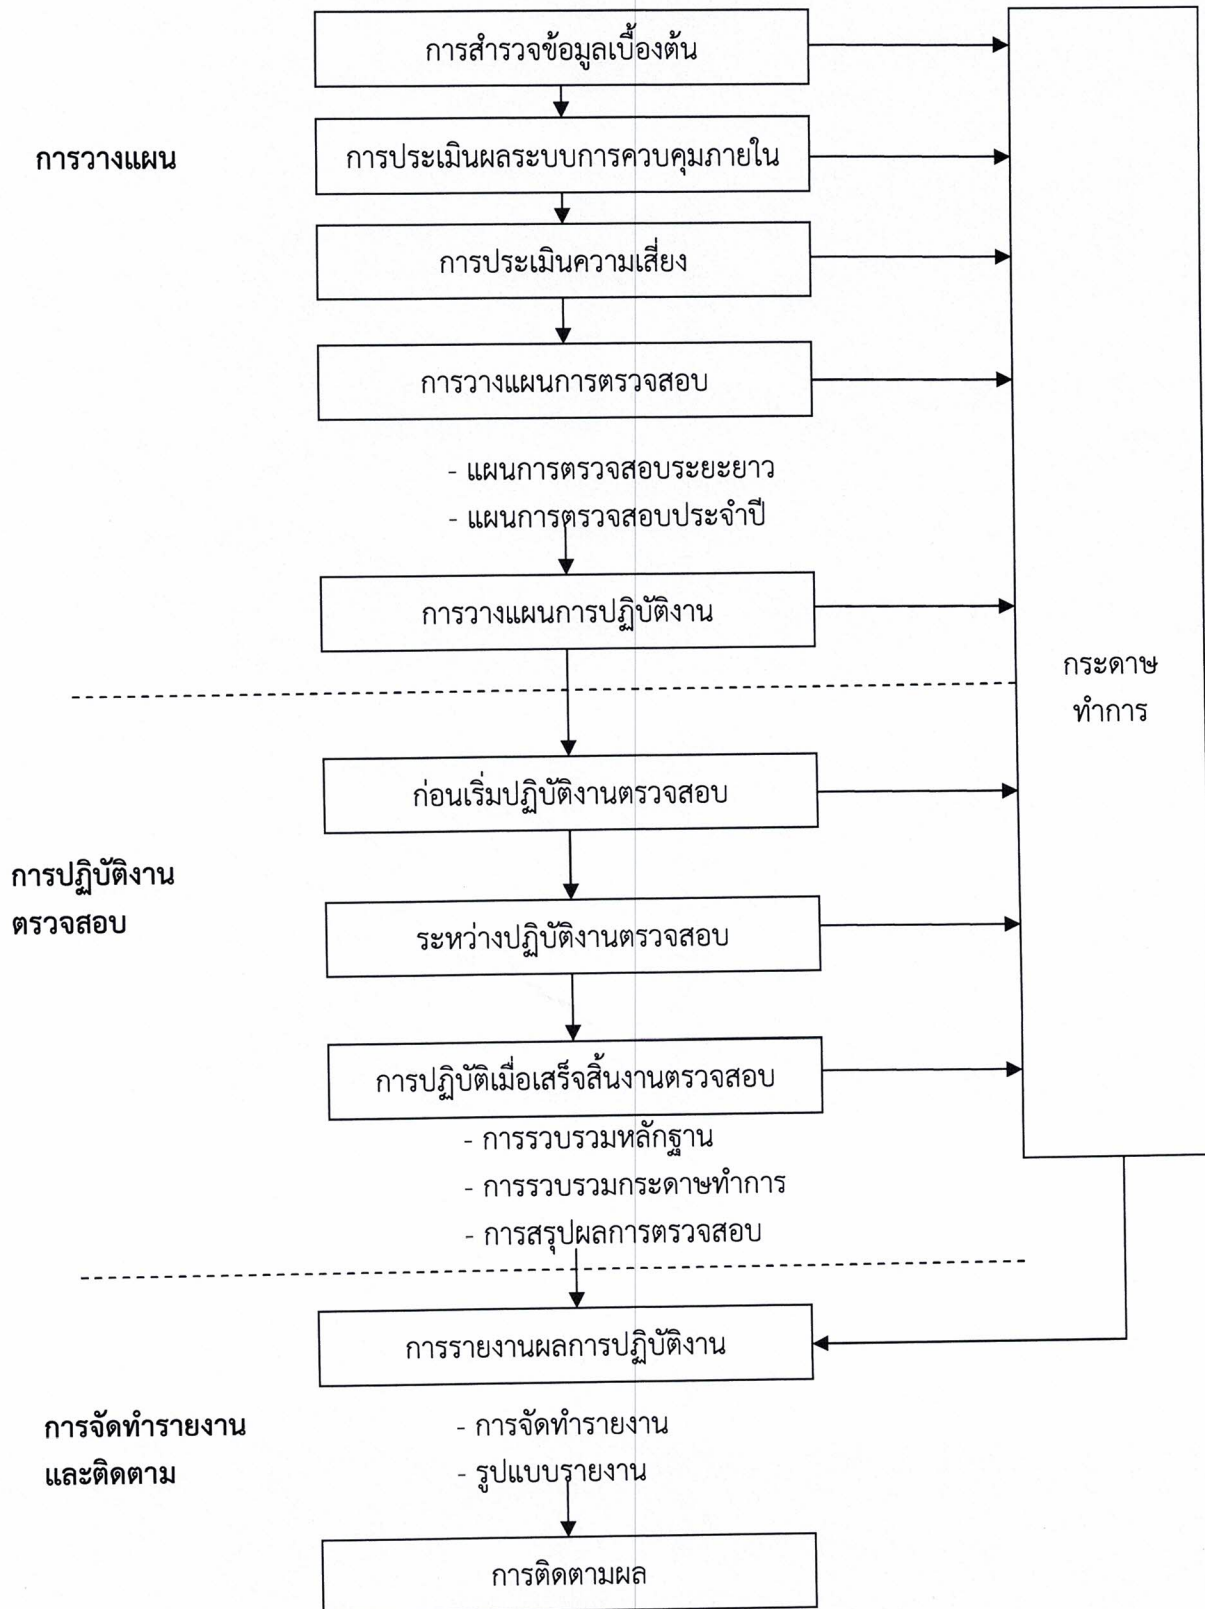 การสำรวจข้อมูลเบื้องต้น
การวางแผน
การประเมินผลระบบการควบคุมภายใน
การประเมินความเสี่ยง
การวางแผนการตรวจสอบ
- แผนการตรวจสอบระยะยาว
- แผนการตรวจสอบประจำปี
การวางแผนการปฏิบัติงาน
กระดาษ
ทำการ
ก่อนเริ่มปฏิบัติงานตรวจสอบ
การปฏิบัติงาน
ตรวจสอบ
ระหว่างปฏิบัติงานตรวจสอบ
การปฏิบัติเมื่อเสร็จสิ้นงานตรวจสอบ
- การรวบรวมหลักฐาน
- การรวบรวมกระดาษทำการ
- การสรุปผลการตรวจสอบ
การรายงานผลการปฏิบัติงาน
การจัดทำรายงาน
และติดตาม
- การจัดทำรายงาน
- รูปแบบรายงาน
การติดตามผล